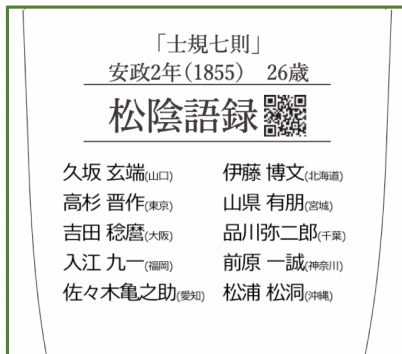 「士規七則」
安政2年(1855) 26歳
松陰語録
久坂 玄端(山口)
高杉 晋作(東京)
吉田 稔麿(大阪)
入江 九一(福岡)
佐々木亀之助(愛知)
伊藤 博文(北海道)
山県 有朋(宮城)
品川弥二郎(千葉)
前原 一誠(神奈川)
松浦 松洞(沖縄)